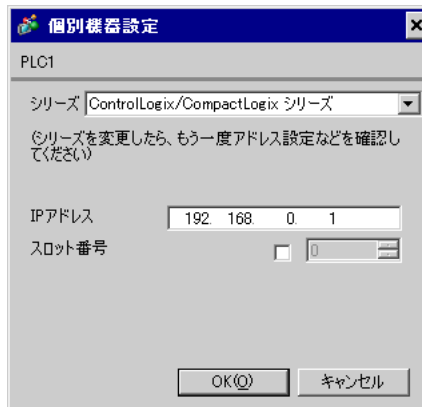 個別機器設定
PLC1
シリーズ ControlLogix/CompactLogix シリーズ
(シリーズを変更したら、もう一度アドレス設定などを確認し
てください)
IPアドレス 192. 168. 0. 1
スロット番号 0
OK(O) キャンセル